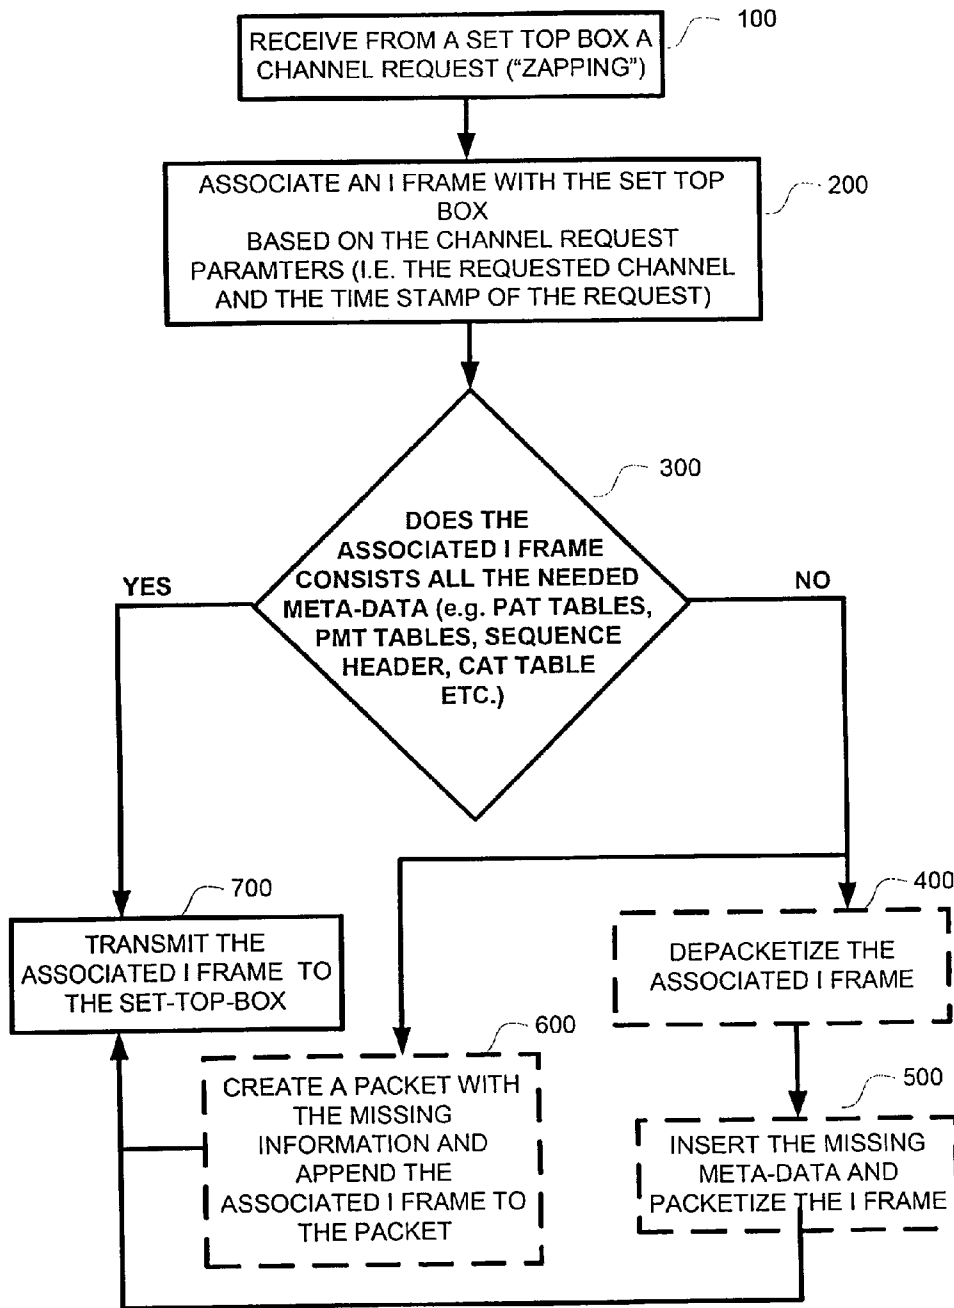 100
RECEIVE FROM A SET TOP BOX A
CHANNEL REQUEST ("ZAPPING")
200
ASSOCIATE AN I FRAME WITH THE SET TOP
BOX
BASED ON THE CHANNEL REQUEST
PARAMTERS (I.E. THE REQUESTED CHANNEL
AND THE TIME STAMP OF THE REQUEST)
300
DOES THE
ASSOCIATED I FRAME
CONSISTS ALL THE NEEDED
META-DATA (e.g. PAT TABLES,
PMT TABLES, SEQUENCE
HEADER, CAT TABLE
ETC.)
YES
NO
700
TRANSMIT THE
ASSOCIATED I FRAME TO
THE SET-TOP-BOX
400
DEPACKETIZE THE
ASSOCIATED I FRAME
600
CREATE A PACKET WITH
THE MISSING
INFORMATION AND
APPEND THE
ASSOCIATED I FRAME TO
THE PACKET
500
INSERT THE MISSING
META-DATA AND
PACKETIZE THE I FRAME